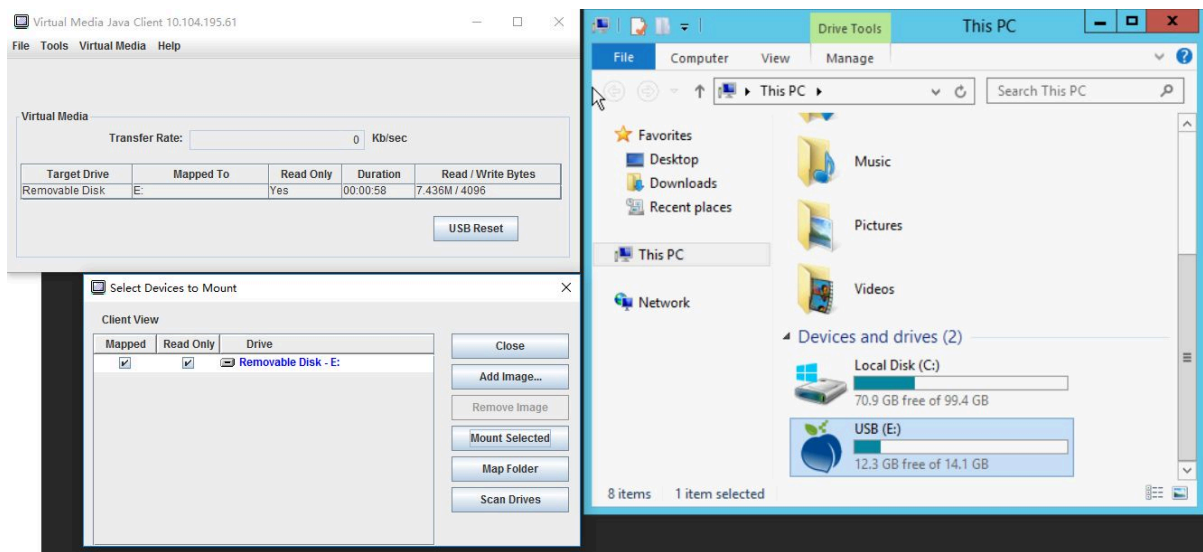 Virtual Media Java Client 10.104.195.61
File Tools Virtual Media Help
Virtual Media
Transfer Rate: 0 Kb/sec
Target Drive Mapped To Read Only Duration Read / Write Bytes
Removable Disk E: Yes 00:00:58 7.436M / 4096
USB Reset
Select Devices to Mount
Client View
Mapped Read Only Drive
Removable Disk - E:
Close
Add Image...
Remove Image
Mount Selected
Map Folder
Scan Drives
Drive Tools This PC
File Computer View Manage
This PC Search This PC
Favorites
Desktop
Downloads
Recent places
This PC
Network
Music
Pictures
Videos
Devices and drives (2)
Local Disk (C:)
70.9 GB free of 99.4 GB
USB (E:)
12.3 GB free of 14.1 GB
8 items 1 item selected